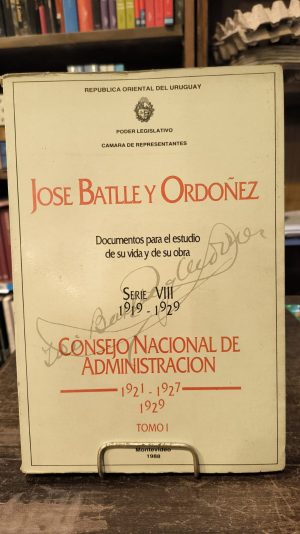 REPUBLICA ORIENTAL DEL URUGUAY
PODER LEGISLATIVO
CAMARA DE REPRESENTANTES
JOSE BATLLE Y ORDOÑEZ
Documentos para el estudio
de su vida y de su obra
SERIE VIII
1919 - 1929
CONSEJO NACIONAL DE
ADMINISTRACION
1921 - 1927
1929
TOMO I
Montevideo
1988